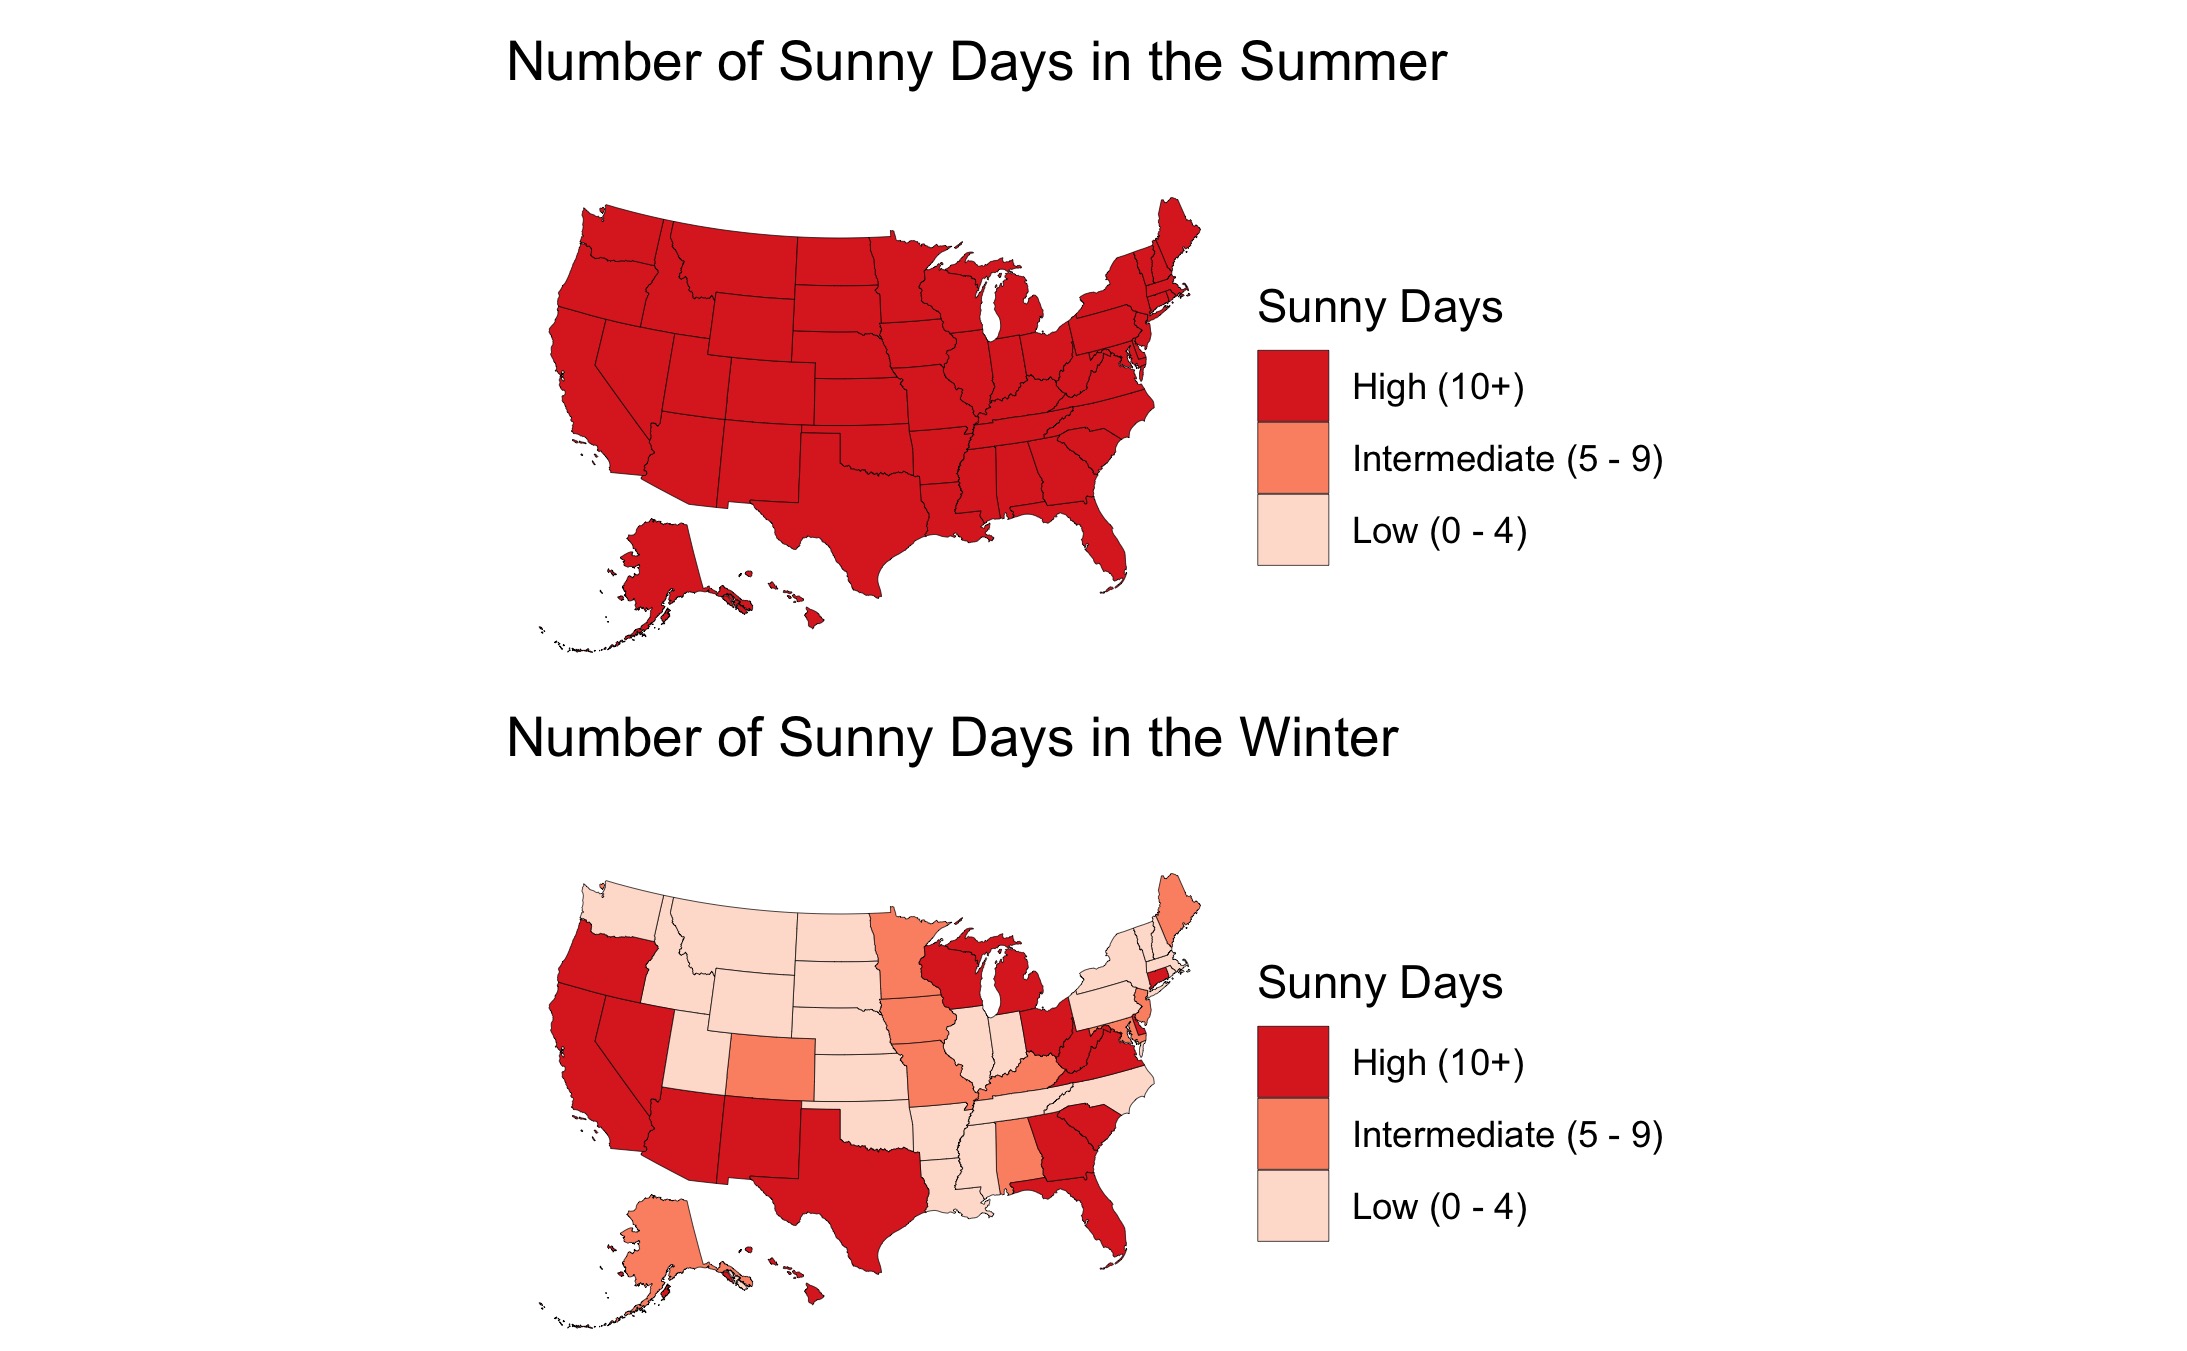 Number of Sunny Days in the Summer
Sunny Days
High (10+)
Intermediate (5 - 9)
Low (0 - 4)
Number of Sunny Days in the Winter
Sunny Days
High (10+)
Intermediate (5 - 9)
Low (0 - 4)